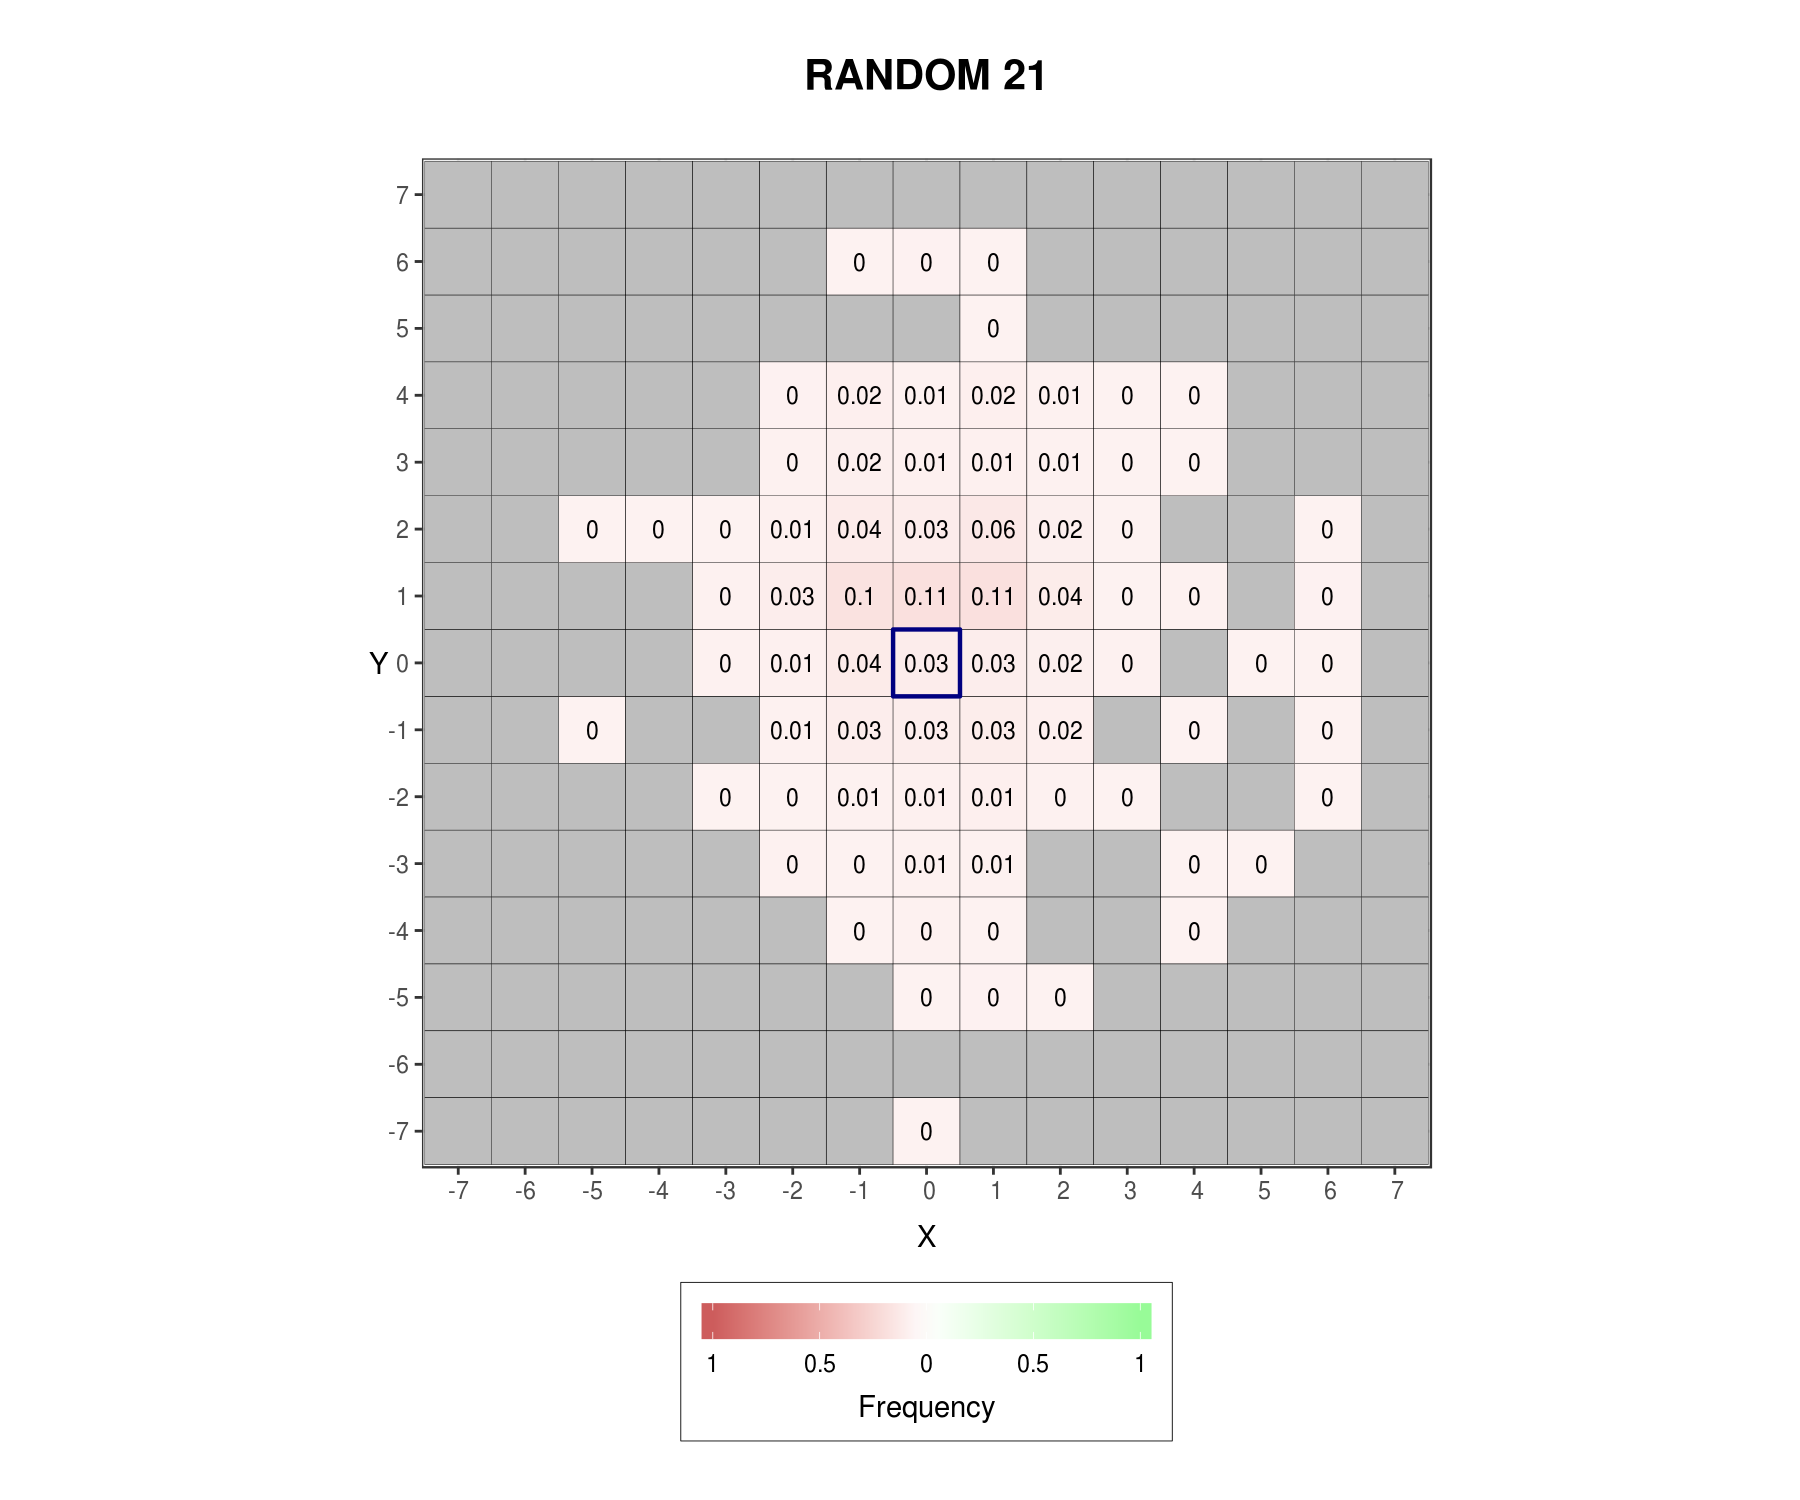 RANDOM 21
7
6 0 0 0
5 0
4 0 0.02 0.01 0.02 0.01 0 0
3 0 0.02 0.01 0.01 0.01 0 0
2 0 0 0 0.01 0.04 0.03 0.06 0.02 0 0
1 0 0.03 0.1 0.11 0.11 0.04 0 0 0
Y 0 0 0.01 0.04 0.03 0.03 0.02 0 0 0
-1 0 0.01 0.03 0.03 0.03 0.02 0 0
-2 0 0 0.01 0.01 0.01 0 0 0
-3 0 0 0.01 0.01 0 0
-4 0 0 0 0
-5 0 0 0
-6
-7 0
-7 -6 -5 -4 -3 -2 -1 0 1 2 3 4 5 6 7
X
1 0.5 0 0.5 1
Frequency